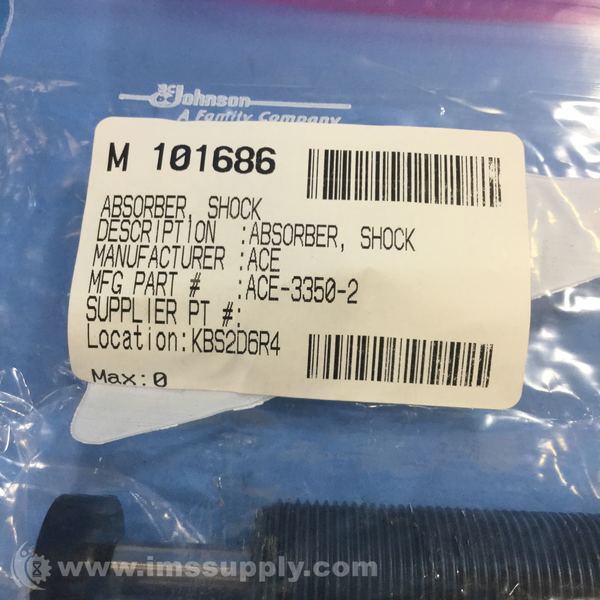 SC Johnson
A Family Company
M 101686
ABSORBER, SHOCK
DESCRIPTION :ABSORBER, SHOCK
MANUFACTURER :ACE
MFG PART # :ACE-3350-2
SUPPLIER PT #:
Location:KBS2D6R4
Max:0
www.imssupply.com